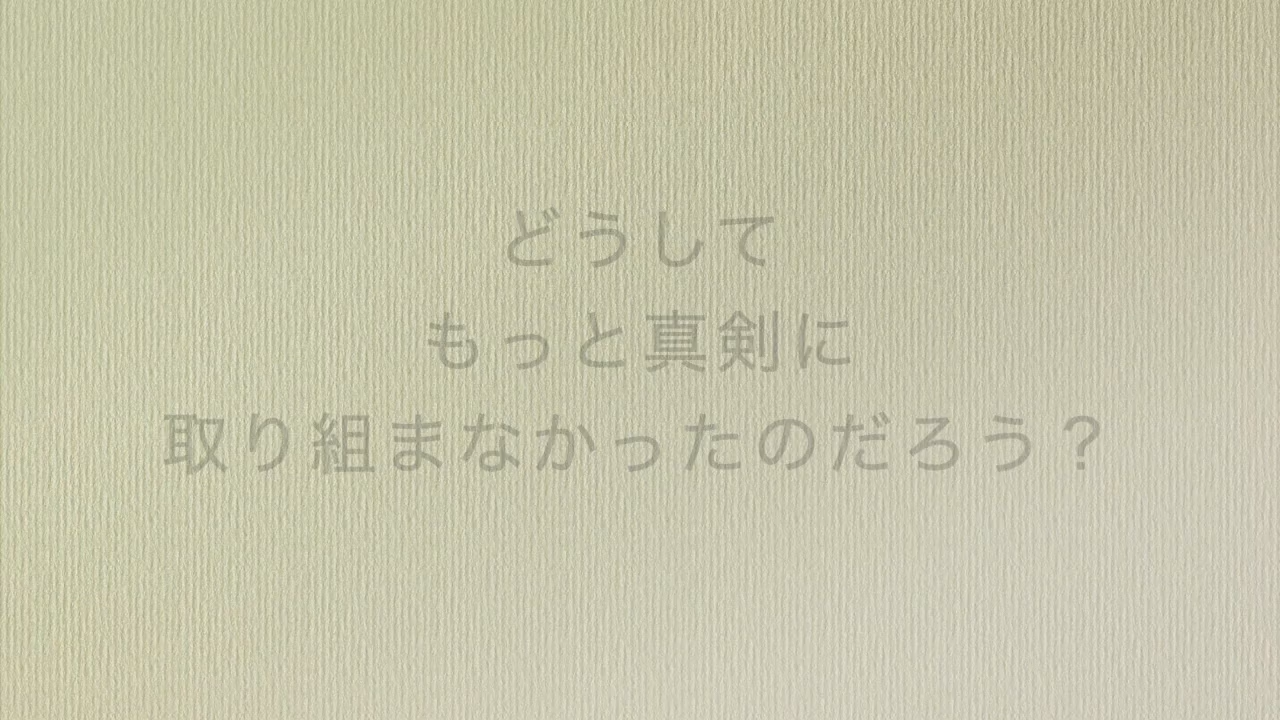 どうして
もっと真剣に
取り組まなかったのだろう？